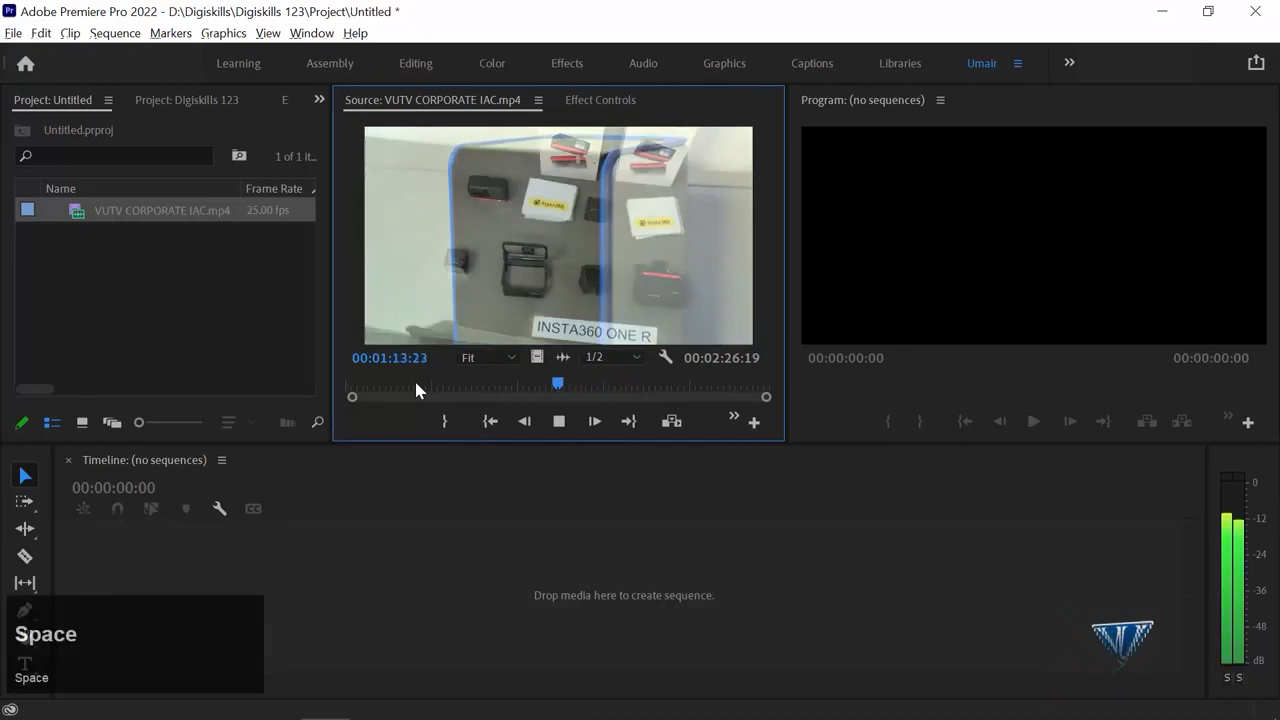 Adobe Premiere Pro 2022 - D:\Digiskills\Digiskills 123\Project\Untitled *
File Edit Clip Sequence Markers Graphics View Window Help
Learning Assembly Editing Color Effects Audio Graphics Captions Libraries Umair
Project: Untitled Project: Digiskills 123 E
Source: VUTV CORPORATE IAC.mp4 Effect Controls
Program: (no sequences)
Untitled.prproj
1 of 1 it...
Name Frame Rate
VUTV CORPORATE IAC.mp4 25.00 fps
INSTA360 ONE R
00:01:13:23 Fit 1/2 00:02:26:19
00:00:00:00 00:00:00:00
× Timeline: (no sequences)
00:00:00:00
CC
Drop media here to create sequence.
0
-12
-24
-36
-48
dB
S S
Space
T
Space